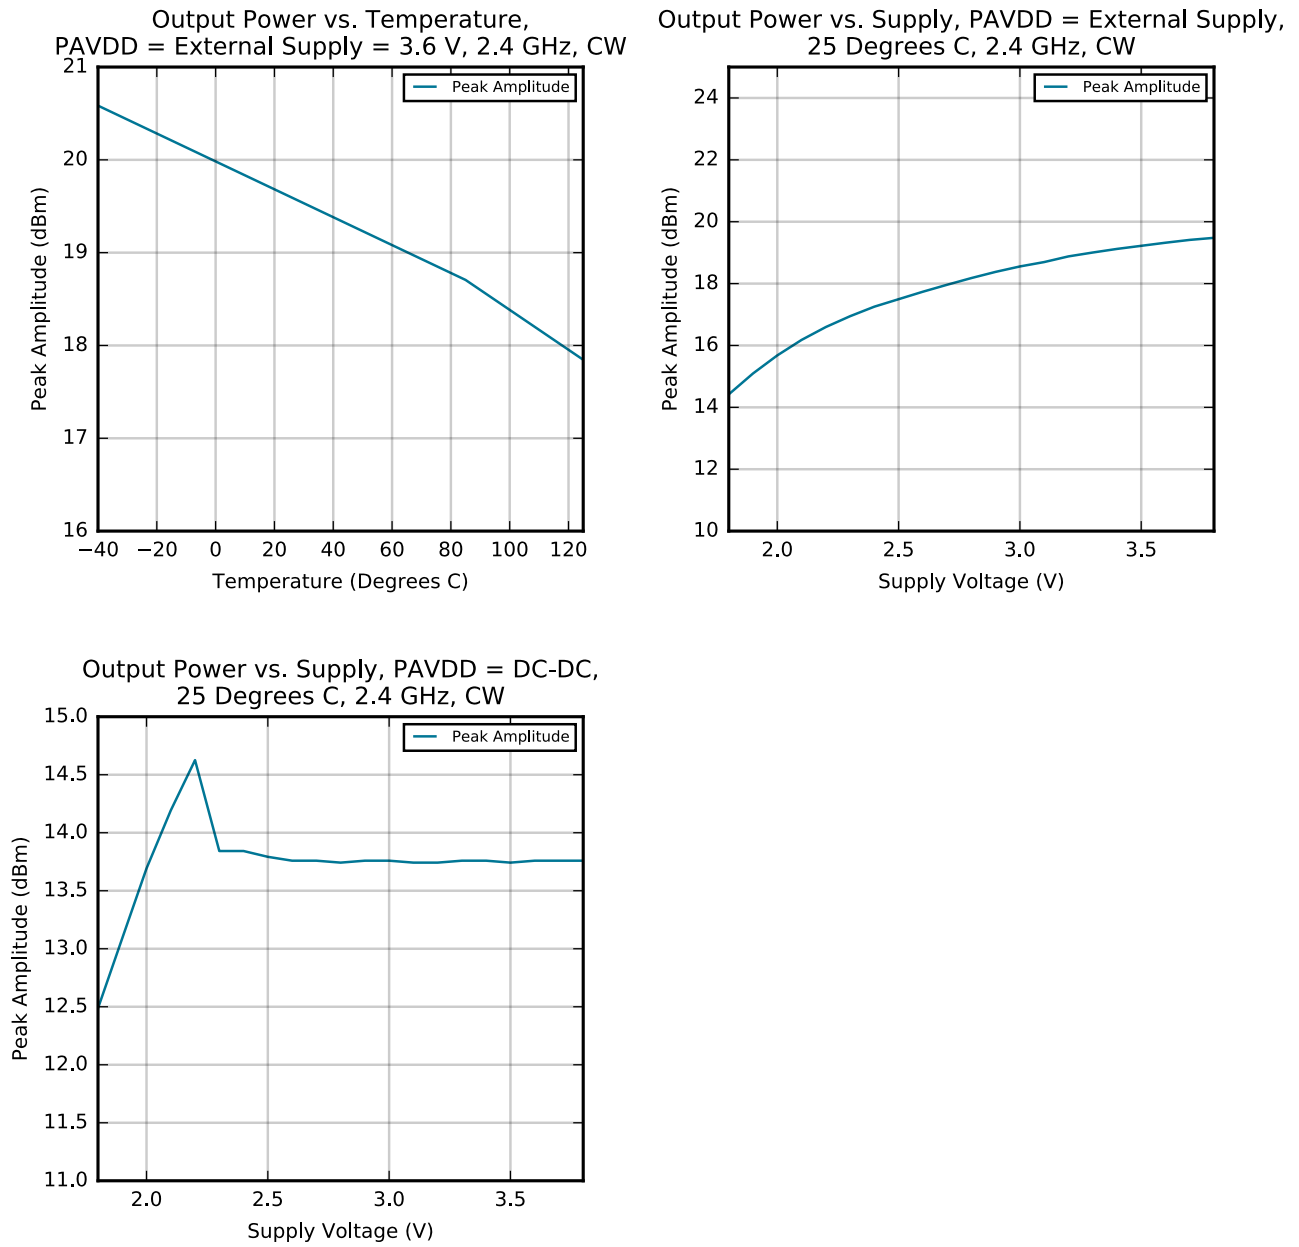 Output Power vs. Temperature,
PAVDD = External Supply = 3.6 V, 2.4 GHz, CW
Peak Amplitude
Peak Amplitude (dBm)
21
20
19
18
17
16
−40 −20 0 20 40 60 80 100 120
Temperature (Degrees C)
Output Power vs. Supply, PAVDD = External Supply,
25 Degrees C, 2.4 GHz, CW
Peak Amplitude
Peak Amplitude (dBm)
24
22
20
18
16
14
12
10
2.0 2.5 3.0 3.5
Supply Voltage (V)
Output Power vs. Supply, PAVDD = DC-DC,
25 Degrees C, 2.4 GHz, CW
Peak Amplitude
Peak Amplitude (dBm)
15.0
14.5
14.0
13.5
13.0
12.5
12.0
11.5
11.0
2.0 2.5 3.0 3.5
Supply Voltage (V)